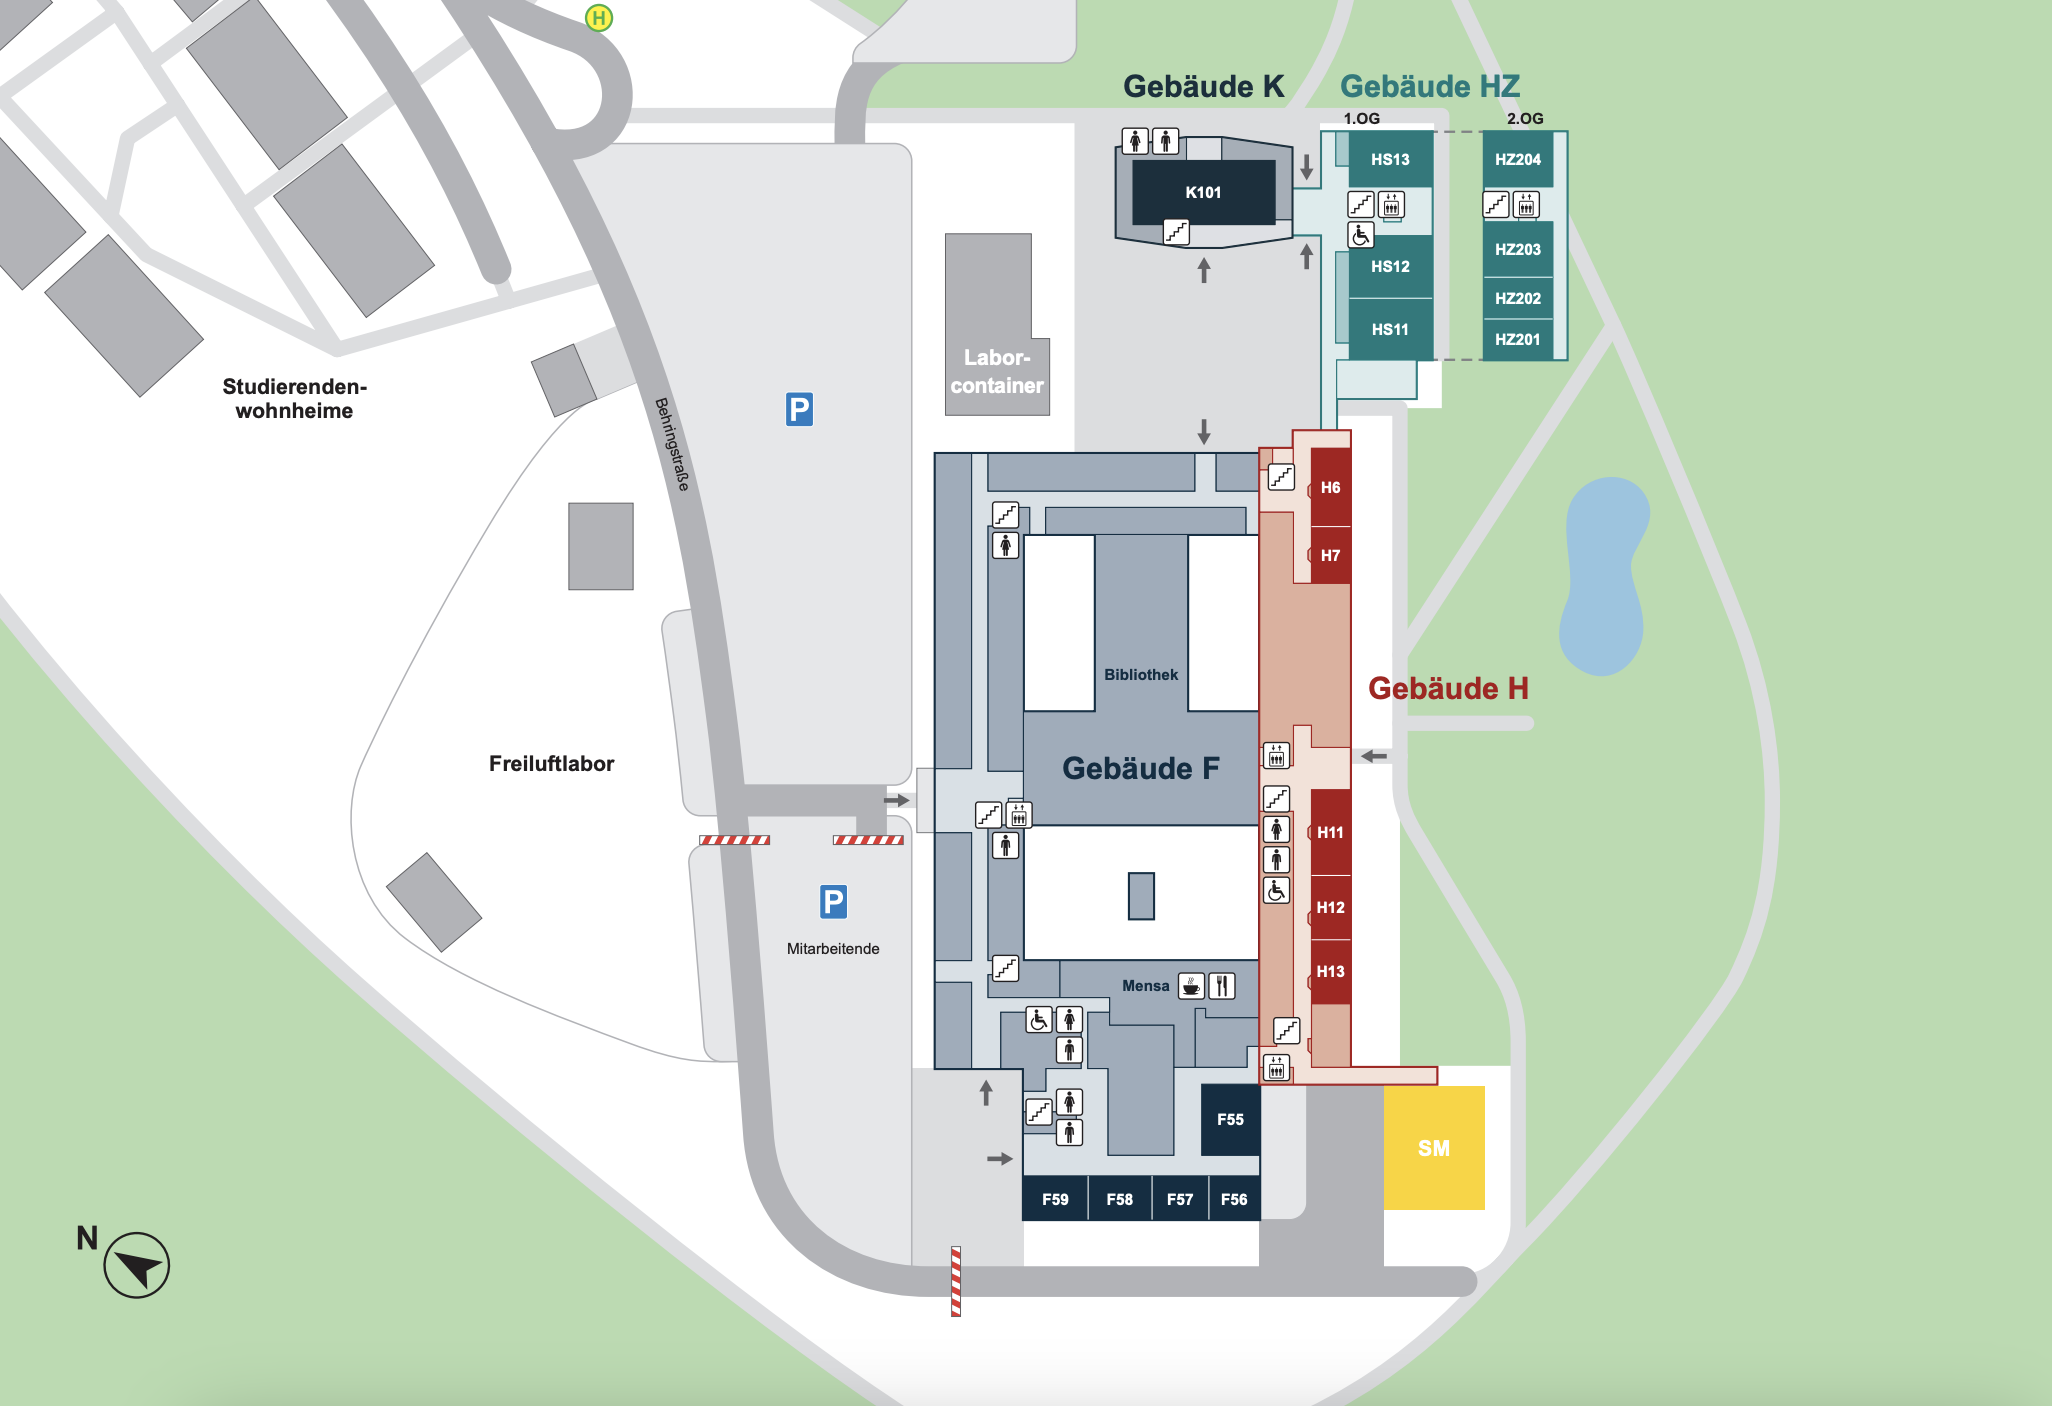 H
Gebäude K
Gebäude HZ
1.OG
2.OG
K101
HS13
HS12
HS11
HZ204
HZ203
HZ202
HZ201
Labor-
container
Studierenden-
wohnheime
P
Behringstraße
H6
H7
Bibliothek
Gebäude H
Gebäude F
Freiluftlabor
H11
H12
H13
P
Mitarbeitende
Mensa
F55
F59
F58
F57
F56
SM
N